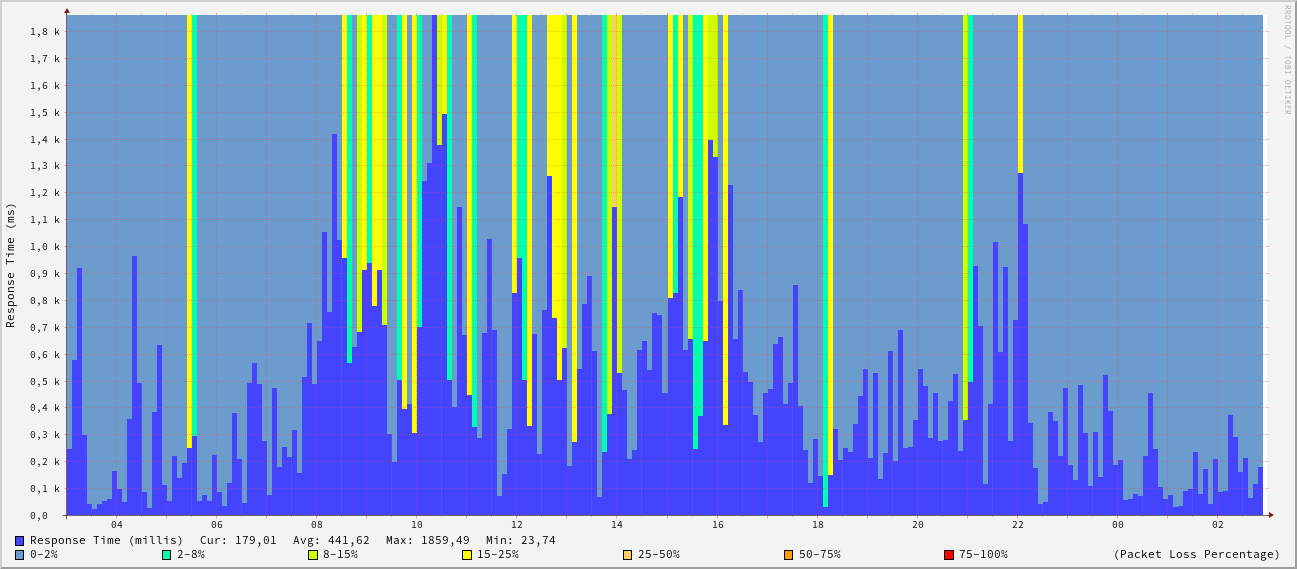 RRDTOOL / TOBI OETIKER
Response Time (ms)
1,8 k
1,7 k
1,6 k
1,5 k
1,4 k
1,3 k
1,2 k
1,1 k
1,0 k
0,9 k
0,8 k
0,7 k
0,6 k
0,5 k
0,4 k
0,3 k
0,2 k
0,1 k
0,0
04 06 08 10 12 14 16 18 20 22 00 02
Response Time (millis) Cur: 179,01 Avg: 441,62 Max: 1859,49 Min: 23,74
0-2% 2-8% 8-15% 15-25% 25-50% 50-75% 75-100% (Packet Loss Percentage)